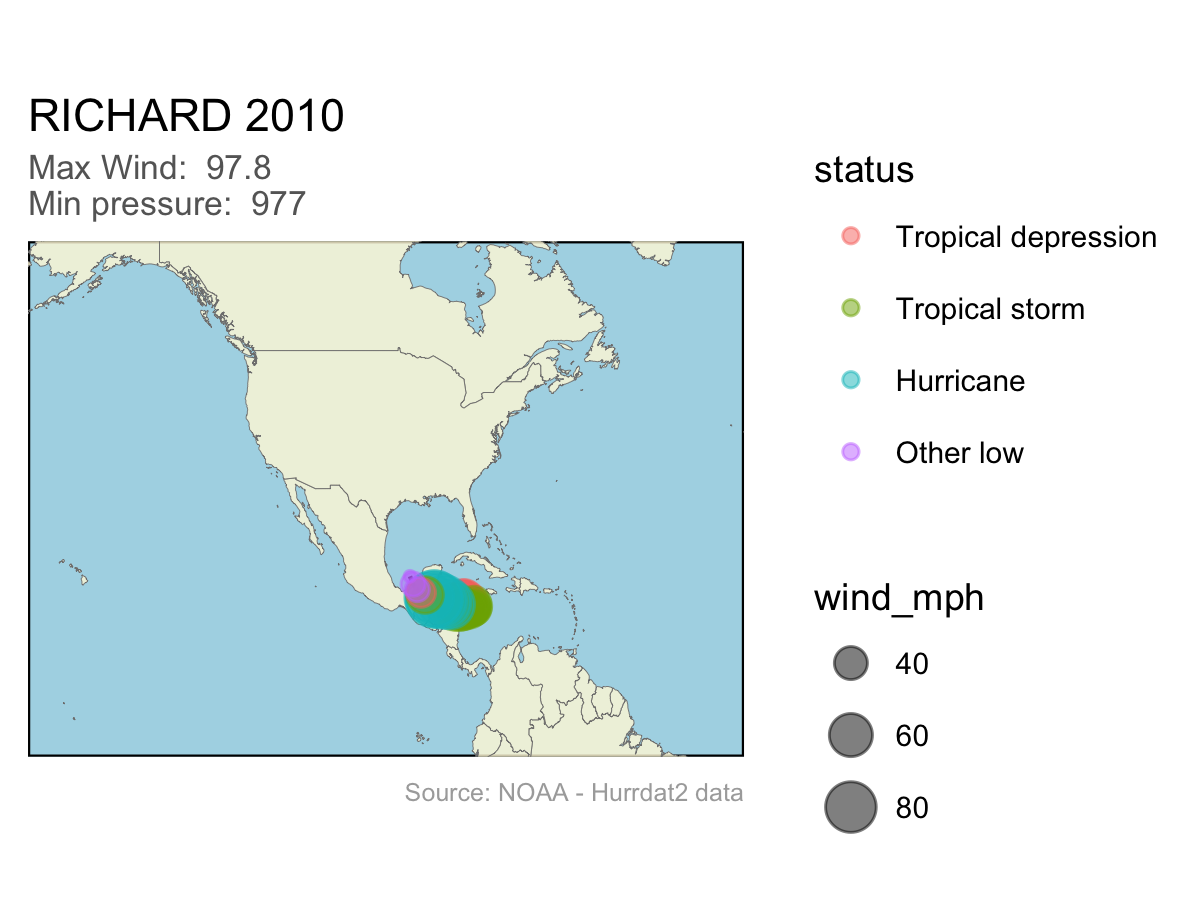 RICHARD 2010
Max Wind:  97.8
Min pressure:  977
status
Tropical depression
Tropical storm
Hurricane
Other low
wind_mph
40
60
80
Source: NOAA - Hurrdat2 data